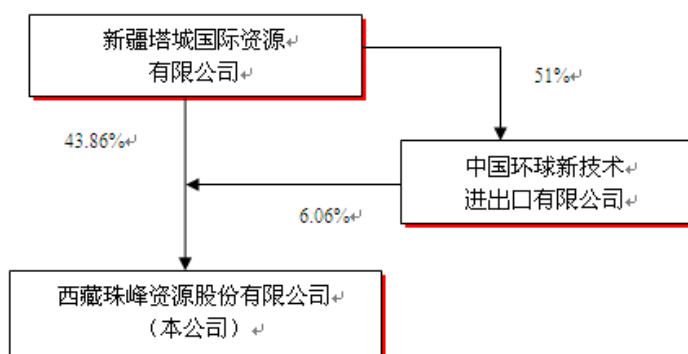 新疆塔城国际资源
有限公司
51%
43.86%
中国环球新技术
进出口有限公司
6.06%
西藏珠峰资源股份有限公司
（本公司）